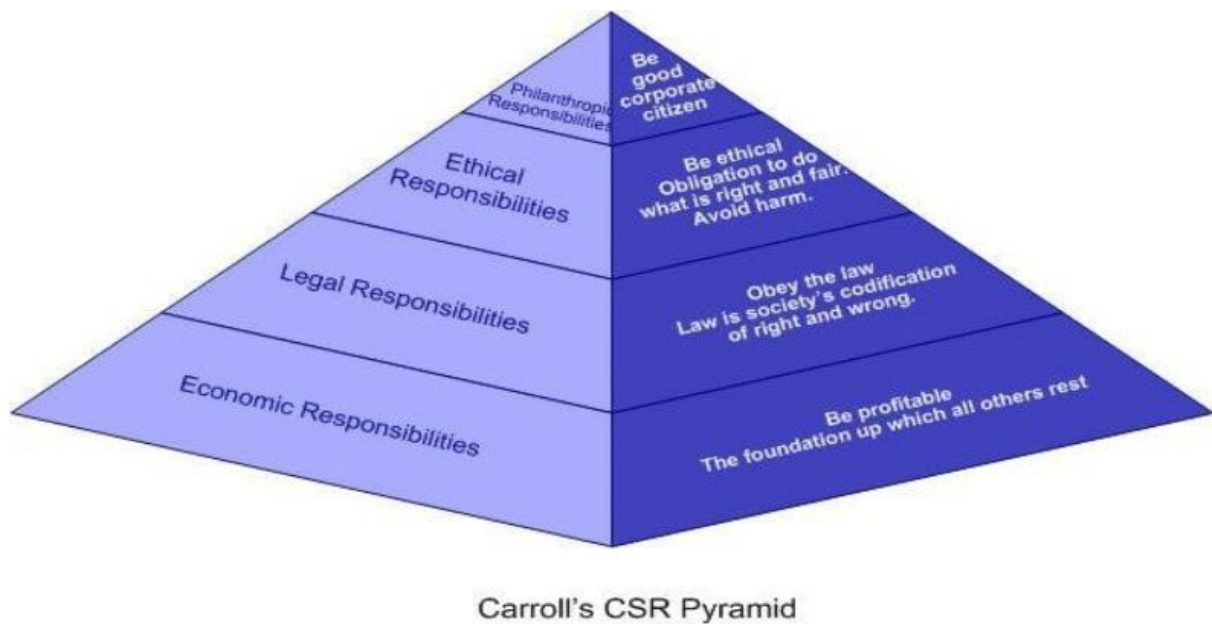 Philanthropic
Responsibilities
Be
good
corporate
citizen
Ethical
Responsibilities
Be ethical
Obligation to do
what is right and fair.
Avoid harm.
Legal Responsibilities
Obey the law
Law is society's codification
of right and wrong.
Economic Responsibilities
Be profitable
The foundation up which all others rest
Carroll's CSR Pyramid